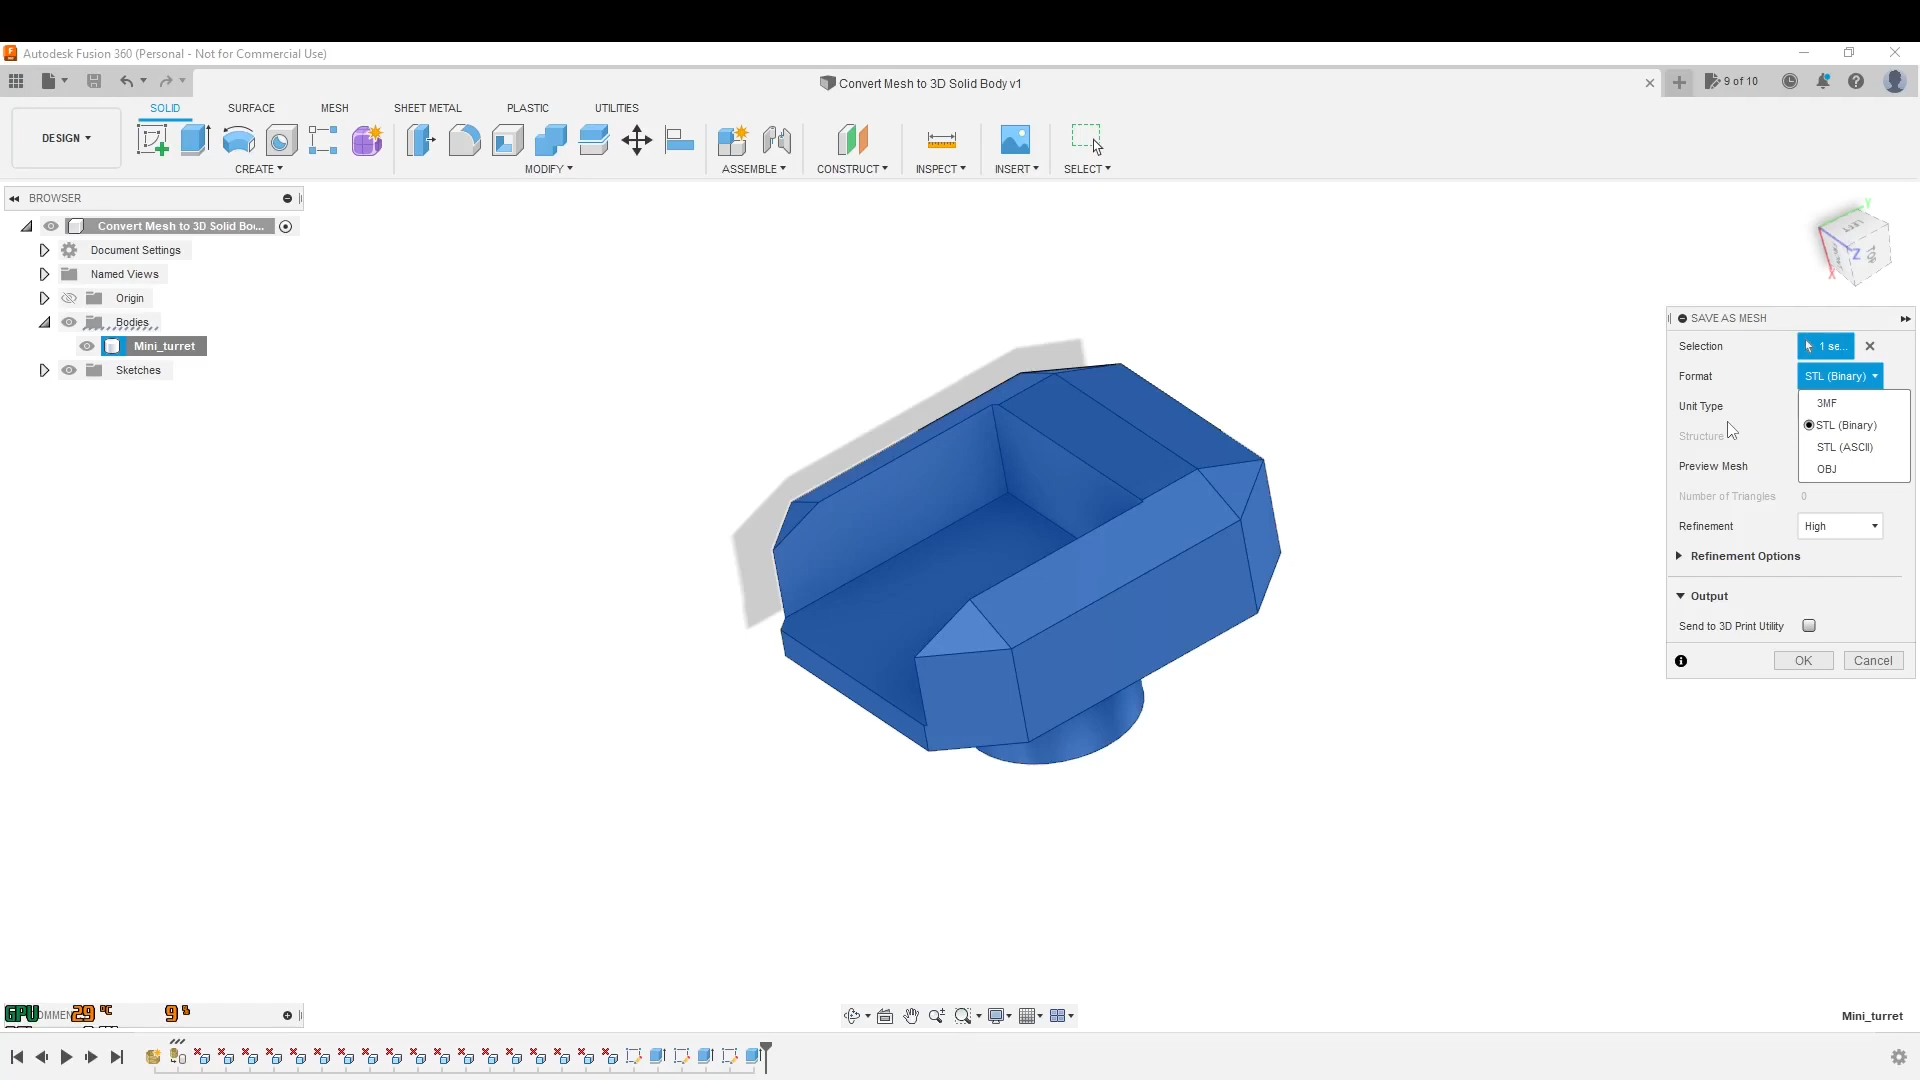 Autodesk Fusion 360 (Personal - Not for Commercial Use)
Convert Mesh to 3D Solid Body v1
9 of 10
SOLID SURFACE MESH SHEET METAL PLASTIC UTILITIES
DESIGN
CREATE MODIFY ASSEMBLE CONSTRUCT INSPECT INSERT SELECT
BROWSER
Convert Mesh to 3D Solid Bo...
Document Settings
Named Views
Origin
Bodies
Mini_turret
Sketches
Y
LEFT
Z
X
SAVE AS MESH
Selection 1 se...
Format STL (Binary)
Unit Type
Structure
Preview Mesh
3MF
STL (Binary)
STL (ASCII)
OBJ
Number of Triangles 0
Refinement High
Refinement Options
Output
Send to 3D Print Utility
OK Cancel
GPU 29 °C 9 %
Mini_turret